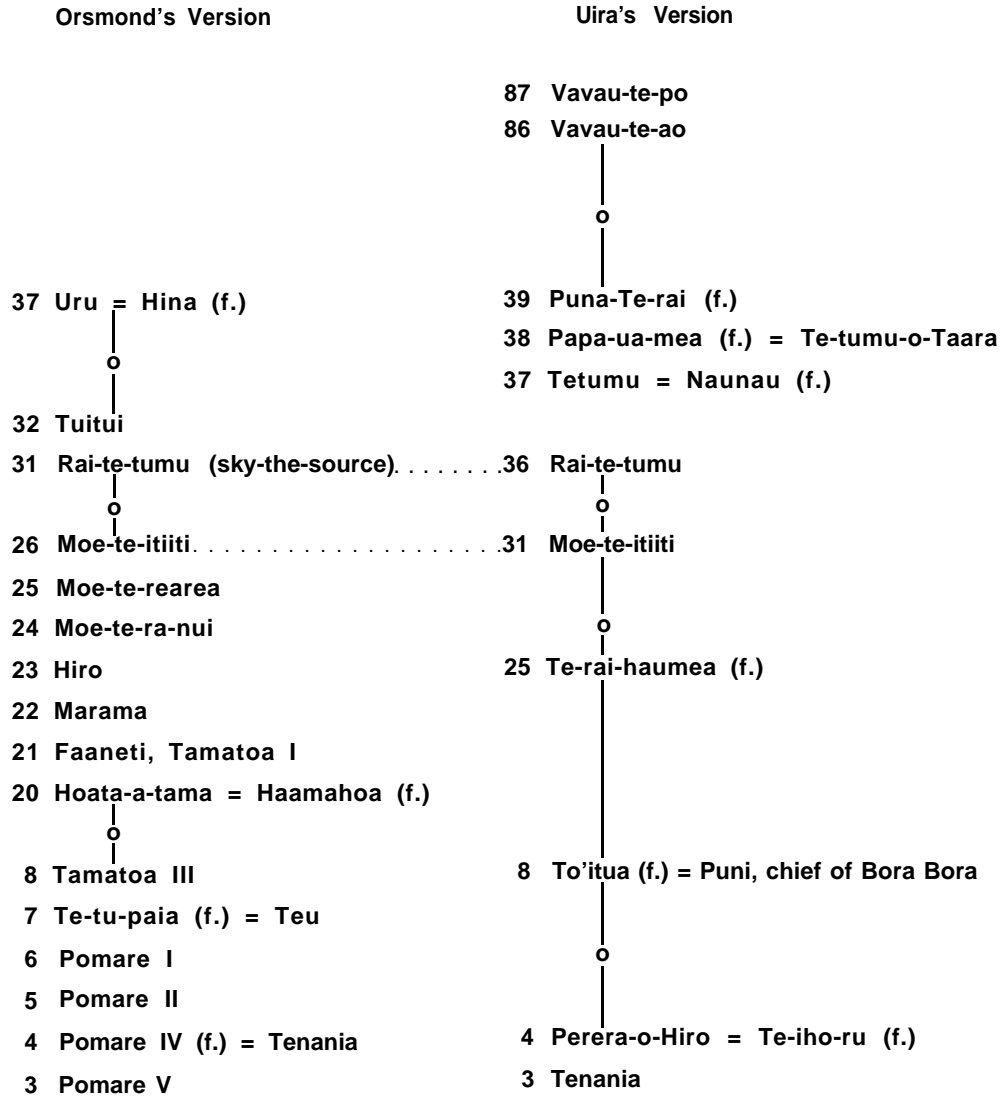 Orsmond's Version
37 Uru = Hina (f.)
o
32 Tuitui
31 Rai-te-tumu (sky-the-source)........
o
26 Moe-te-itiiti....................
25 Moe-te-rearea
24 Moe-te-ra-nui
23 Hiro
22 Marama
21 Faaneti, Tamatoa I
20 Hoata-a-tama = Haamahoa (f.)
o
8 Tamatoa III
7 Te-tu-paia (f.) = Teu
6 Pomare I
5 Pomare II
4 Pomare IV (f.) = Tenania
3 Pomare V
Uira's Version
87 Vavau-te-po
86 Vavau-te-ao
o
39 Puna-Te-rai (f.)
38 Papa-ua-mea (f.) = Te-tumu-o-Taara
37 Tetumu = Naunau (f.)
36 Rai-te-tumu
o
31 Moe-te-itiiti
o
25 Te-rai-haumea (f.)
8 To'itua (f.) = Puni, chief of Bora Bora
o
4 Perera-o-Hiro = Te-iho-ru (f.)
3 Tenania